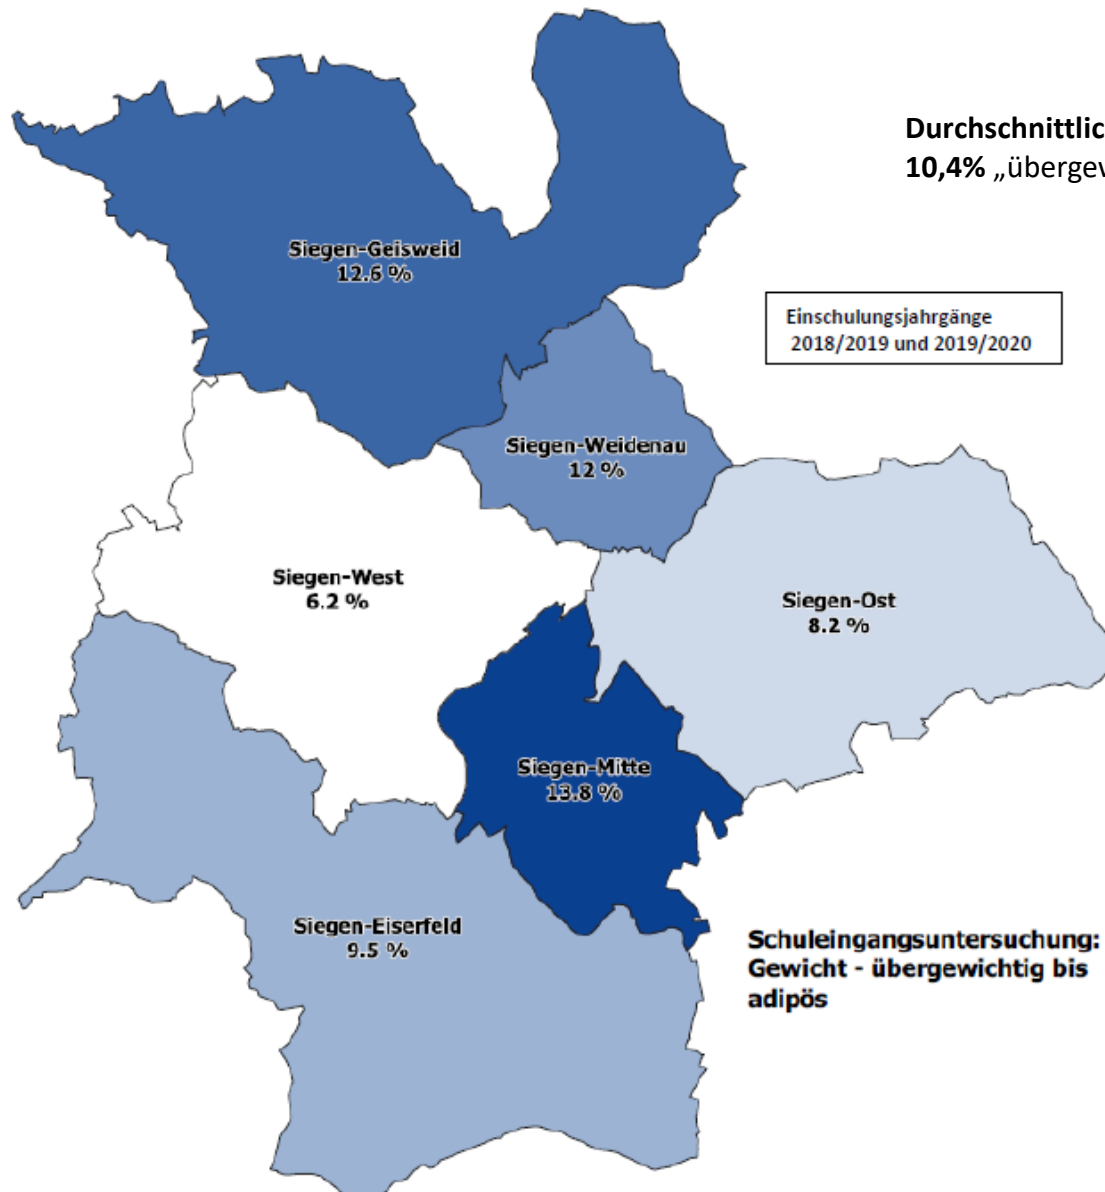 Durchschnittlic
10,4% „übergew
Siegen-Geisweid
12.6 %
Einschulungsjahrgänge
2018/2019 und 2019/2020
Siegen-Weidenau
12 %
Siegen-West
6.2 %
Siegen-Ost
8.2 %
Siegen-Mitte
13.8 %
Siegen-Eiserfeld
9.5 %
Schuleingangsuntersuchung:
Gewicht - übergewichtig bis
adipös